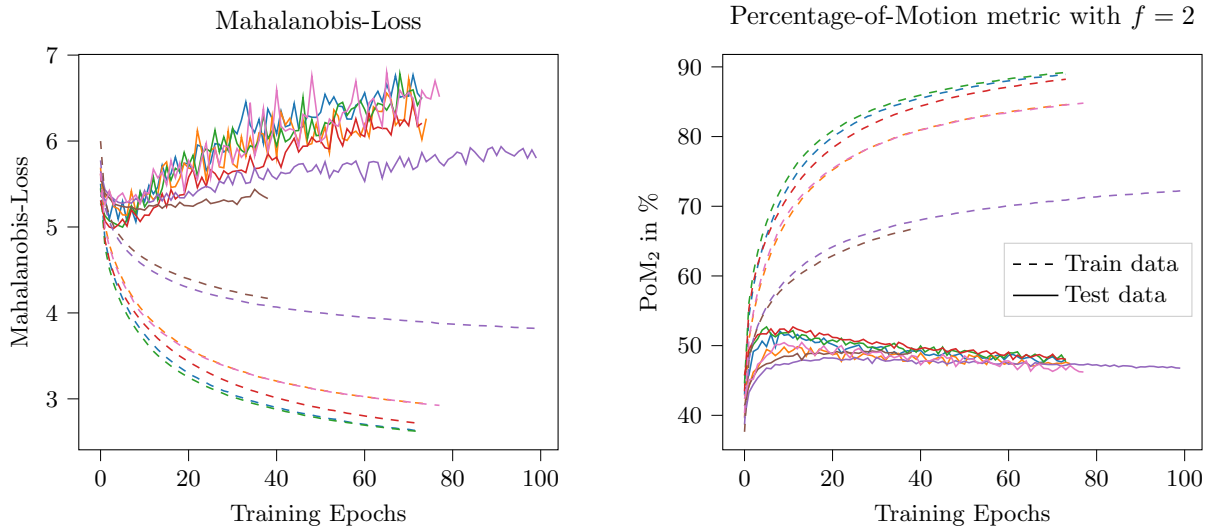 Mahalanobis-Loss
7
6
5
4
3
Mahalanobis-Loss
0 20 40 60 80 100
Training Epochs
Percentage-of-Motion metric with f = 2
90
80
70
60
50
40
PoM₂ in %
0 20 40 60 80 100
Training Epochs
Train data
Test data